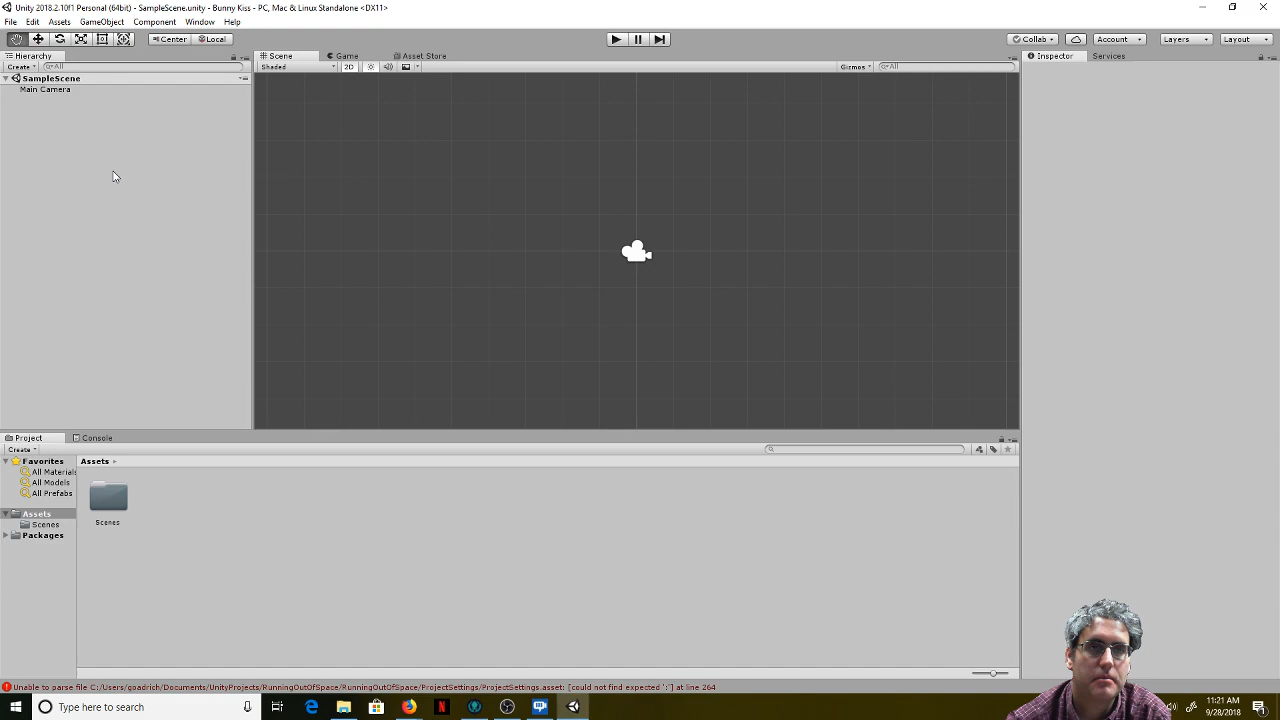 Unity 2018.2.10f1 Personal (64bit) - SampleScene.unity - Bunny Kiss - PC, Mac & Linux Standalone <DX11>
File Edit Assets GameObject Component Window Help
Center Local Collab Account Layers Layout
Hierarchy Scene Game Asset Store Inspector Services
Create All Shaded 2D Gizmos All
SampleScene
Main Camera
Project Console
Create
Favorites Assets
All Materials
All Models
All Prefabs
Assets
Scenes Scenes
Packages
Unable to parse file C:/Users/goadrich/Documents/UnityProjects/RunningOutOfSpace/RunningOutOfSpace/ProjectSettings/ProjectSettings.asset: [could not find expected ':'] at line 264
Type here to search
11:21 AM
9/28/2018